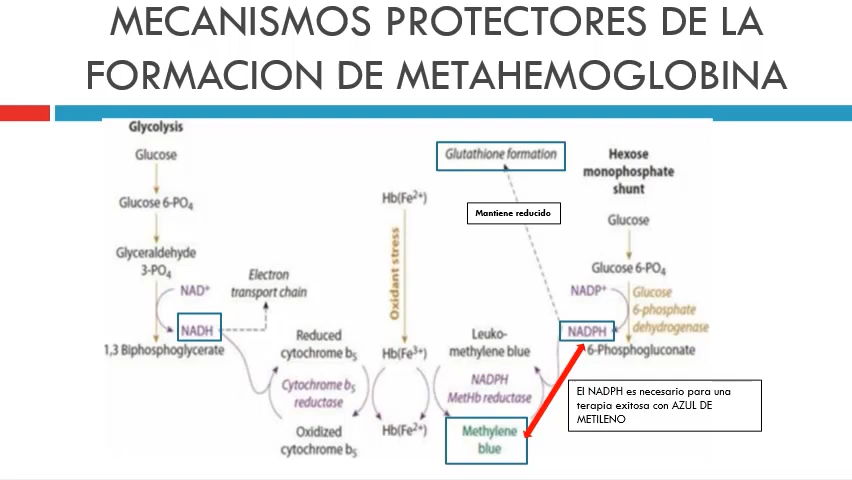 MECANISMOS PROTECTORES DE LA
FORMACION DE METAHEMOGLOBINA
Glycolysis
Glucose
Glucose 6-PO₄
Glyceraldehyde
3-PO₄
NAD⁺
NADH
1,3 Biphosphoglycerate
Electron
transport chain
Reduced
cytochrome b₅
Cytochrome b₅
reductase
Oxidized
cytochrome b₅
Hb(Fe²⁺)
Oxidant stress
Hb(Fe³⁺)
Hb(Fe²⁺)
Glutathione formation
Mantiene reducido
Leuko-
methylene blue
NADPH
MetHb reductase
Methylene
blue
Hexose
monophosphate
shunt
Glucose
Glucose 6-PO₄
NADP⁺
Glucose
6-phosphate
dehydrogenase
NADPH
6-Phosphogluconate
El NADPH es necesario para una
terapia exitosa con AZUL DE
METILENO